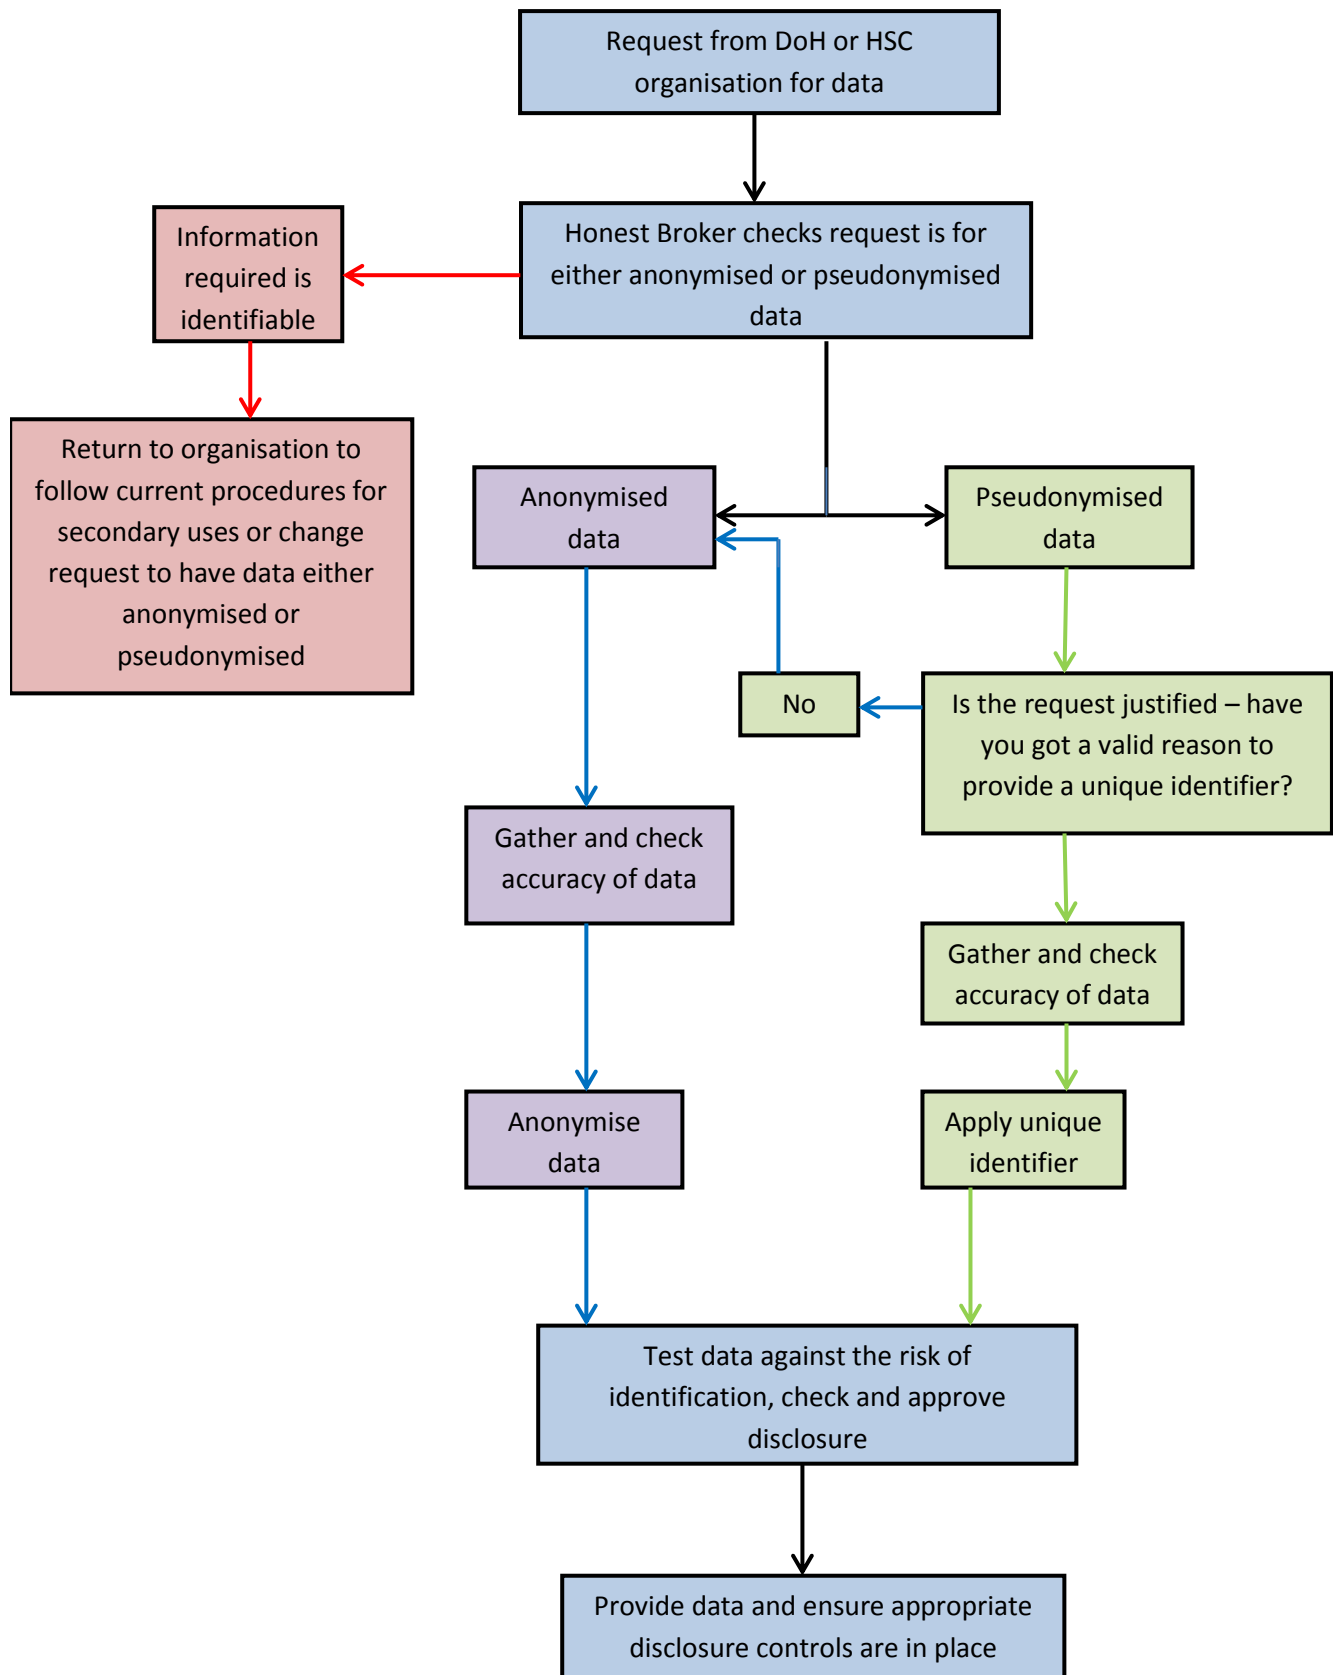 Request from DoH or HSC
organisation for data
Honest Broker checks request is for
either anonymised or pseudonymised
data
Information
required is
identifiable
Return to organisation to
follow current procedures for
secondary uses or change
request to have data either
anonymised or
pseudonymised
Anonymised
data
Pseudonymised
data
No
Is the request justified – have
you got a valid reason to
provide a unique identifier?
Gather and check
accuracy of data
Gather and check
accuracy of data
Anonymise
data
Apply unique
identifier
Test data against the risk of
identification, check and approve
disclosure
Provide data and ensure appropriate
disclosure controls are in place